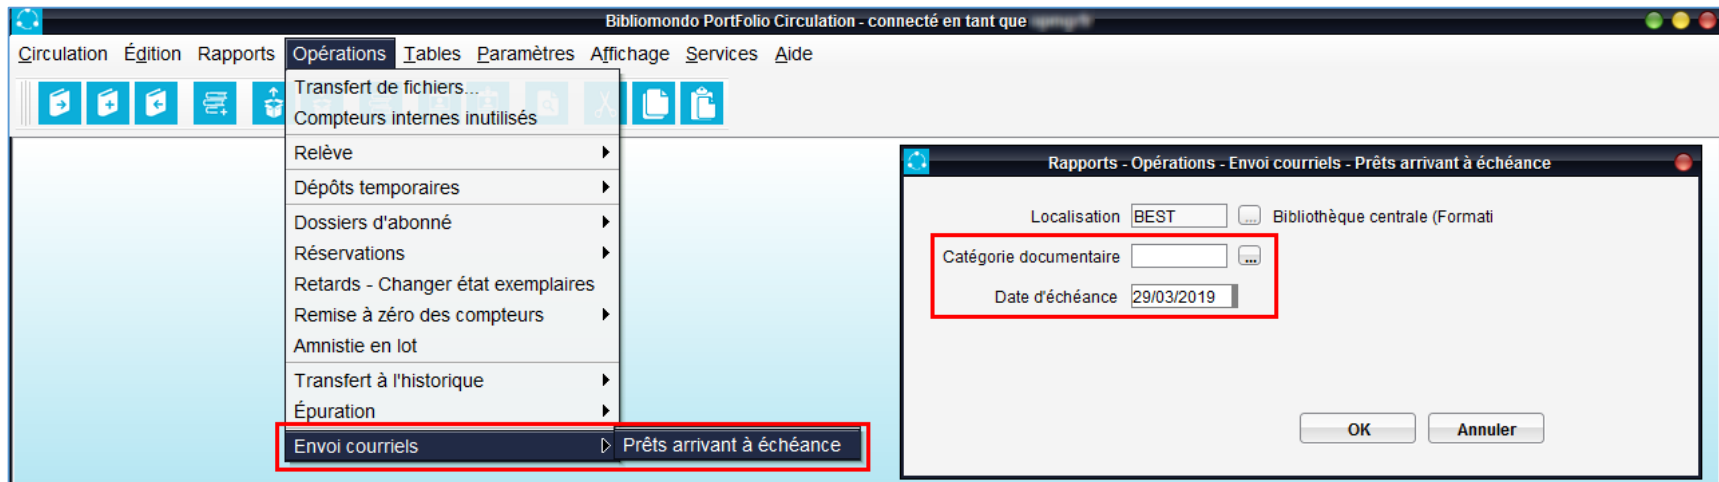 Bibliomondo PortFolio Circulation - connecté en tant que
Circulation Édition Rapports Opérations Tables Paramètres Affichage Services Aide
Transfert de fichiers...
Compteurs internes inutilisés
Relève
Dépôts temporaires
Dossiers d'abonné
Réservations
Retards - Changer état exemplaires
Remise à zéro des compteurs
Amnistie en lot
Transfert à l'historique
Épuration
Envoi courriels
Prêts arrivant à échéance
Rapports - Opérations - Envoi courriels - Prêts arrivant à échéance
Localisation BEST ... Bibliothèque centrale (Formati
Catégorie documentaire ...
Date d'échéance 29/03/2019
OK Annuler